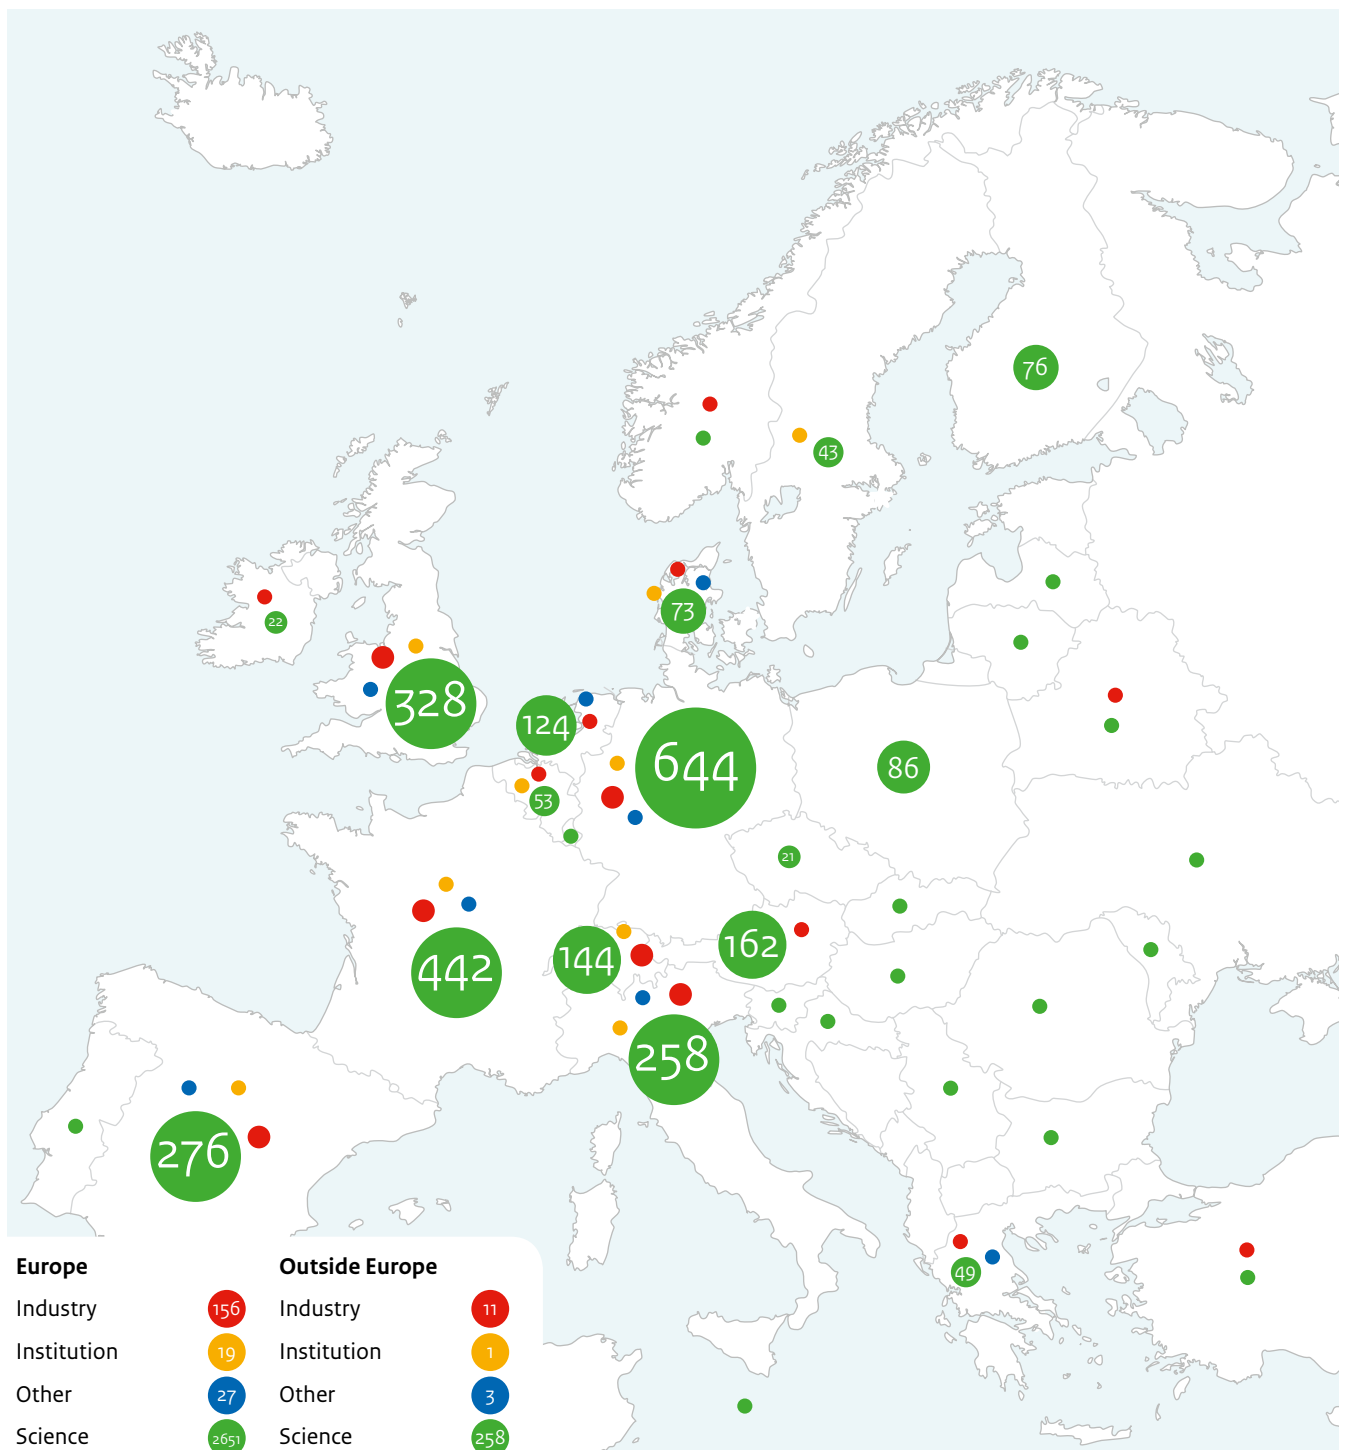 76
43
22
73
328
124
644
86
53
21
442
144
162
258
276
49
Europe
Outside Europe
Industry 156 Industry 11
Institution 19 Institution 1
Other 27 Other 3
Science 2651 Science 258